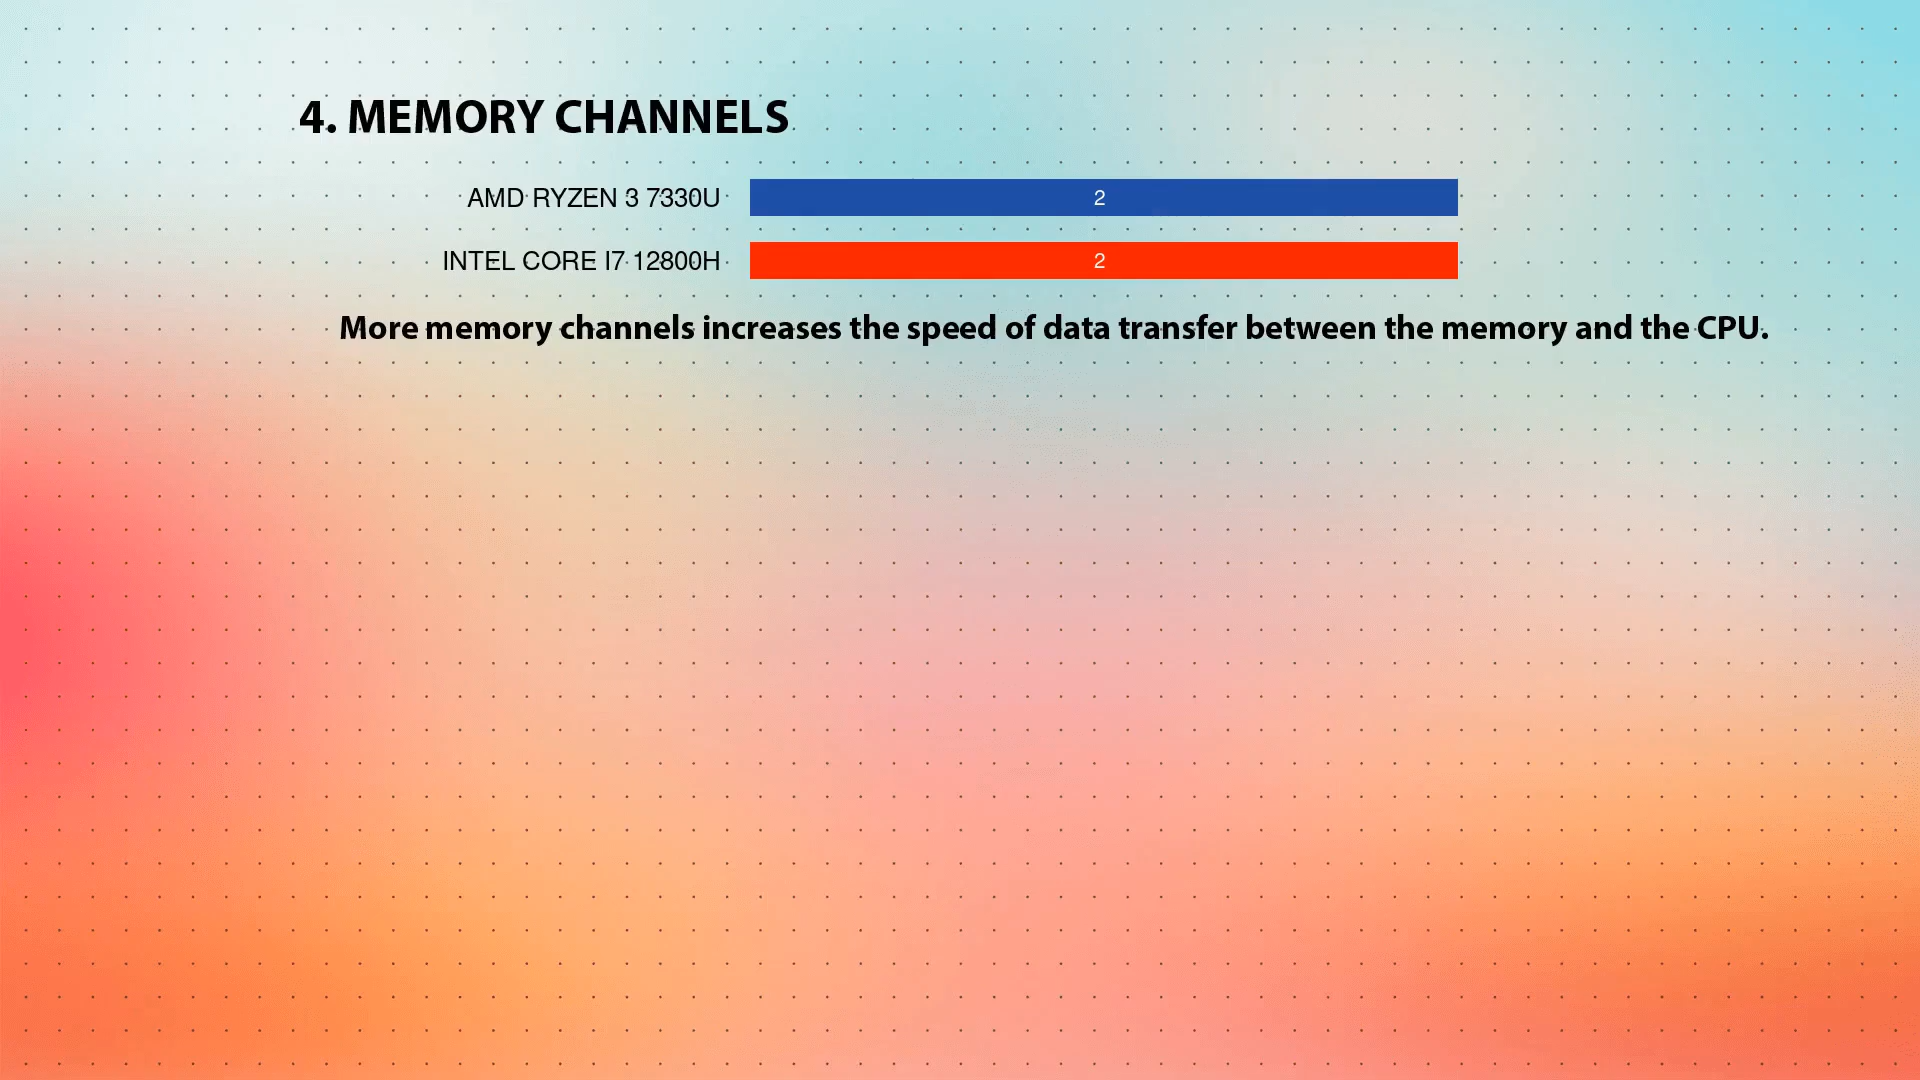 4. MEMORY CHANNELS
AMD RYZEN 3 7330U 2
INTEL CORE I7 12800H 2
More memory channels increases the speed of data transfer between the memory and the CPU.